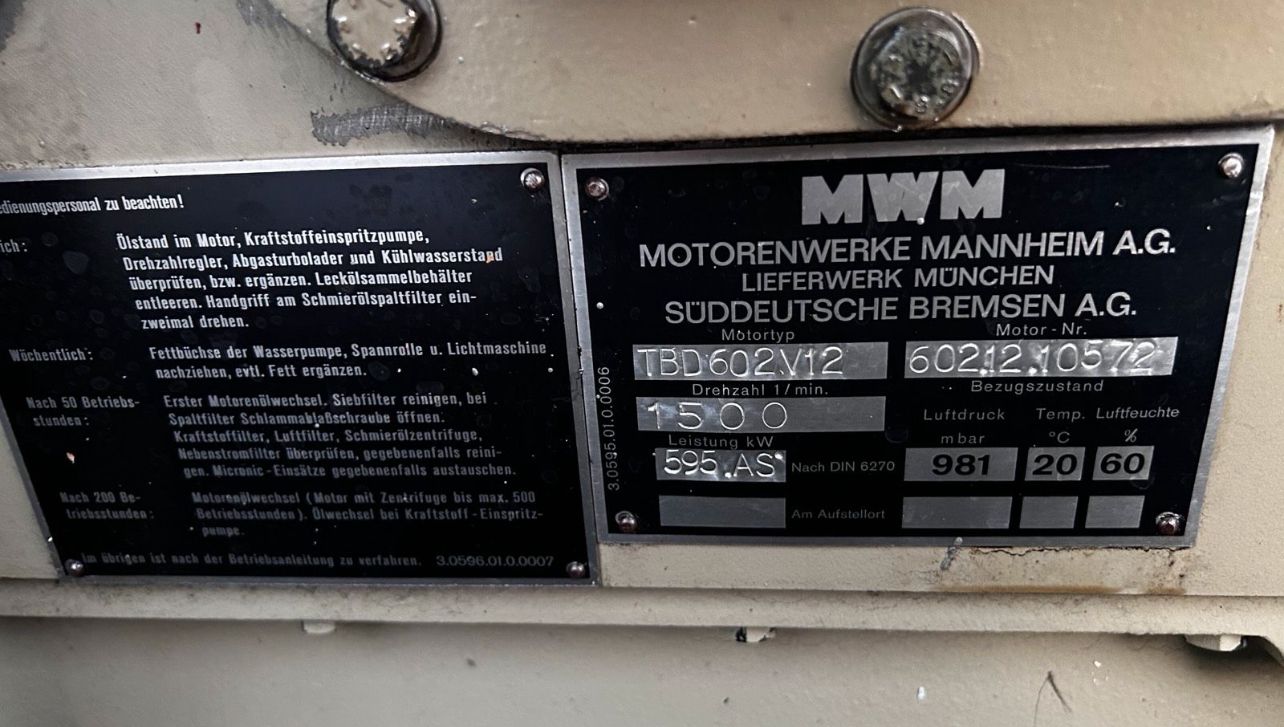 edienungspersonal zu beachten!
ich:
Ölstand im Motor, Kraftstoffeinspritzpumpe,
Drehzahlregler, Abgasturbolader und Kühlwasserstand
überprüfen, bzw. ergänzen. Leckölsammelbehälter
entleeren. Handgriff am Schmierölspaltfilter ein-
zweimal drehen.
Wöchentlich: Fettbüchse der Wasserpumpe, Spannrolle u. Lichtmaschine
nachziehen, evtl. Fett ergänzen.
Nach 50 Betriebs- Erster Motorenölwechsel, Siebfilter reinigen, bei
stunden: Spaltfilter Schlammablaßschraube öffnen.
Kraftstoffilter, Luftfilter, Schmierölzentrifuge,
Nebenstromfilter überprüfen, gegebenenfalls reini-
gen. Micronic-Einsätze gegebenenfalls austauschen.
Nach 200 Be- Motorenölwechsel (Motor mit Zentrifuge bis max. 500
triebsstunden: Betriebsstunden). Ölwechsel bei Kraftstoff-Einspritz-
pumpe.
Im übrigen ist nach der Betriebsanleitung zu verfahren. 3.0596.01.0.0007
MWM
MOTORENWERKE MANNHEIM A.G.
LIEFERWERK MÜNCHEN
SÜDDEUTSCHE BREMSEN A.G.
Motortyp Motor-Nr.
TBD602V12 60212.10572
Drehzahl 1/min. Bezugszustand
1500 Luftdruck Temp. Luftfeuchte
Leistung kW mbar °C %
595.AS Nach DIN 6270 981 20 60
Am Aufstellort
3.0595.01.0.0006